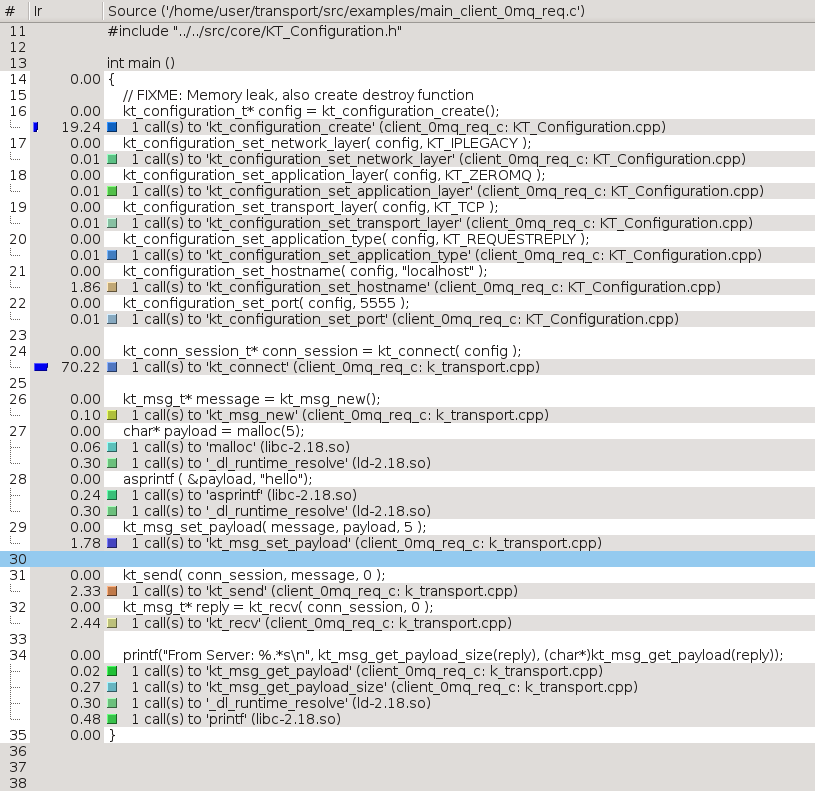 # Ir Source ('/home/user/transport/src/examples/main_client_0mq_req.c')
11 #include "../../src/core/KT_Configuration.h"
12
13 int main ()
14 0.00 {
15 // FIXME: Memory leak, also create destroy function
16 0.00 kt_configuration_t* config = kt_configuration_create();
19.24 1 call(s) to 'kt_configuration_create' (client_0mq_req_c: KT_Configuration.cpp)
17 0.00 kt_configuration_set_network_layer( config, KT_IPLEGACY );
0.01 1 call(s) to 'kt_configuration_set_network_layer' (client_0mq_req_c: KT_Configuration.cpp)
18 0.00 kt_configuration_set_application_layer( config, KT_ZEROMQ );
0.01 1 call(s) to 'kt_configuration_set_application_layer' (client_0mq_req_c: KT_Configuration.cpp)
19 0.00 kt_configuration_set_transport_layer( config, KT_TCP );
0.01 1 call(s) to 'kt_configuration_set_transport_layer' (client_0mq_req_c: KT_Configuration.cpp)
20 0.00 kt_configuration_set_application_type( config, KT_REQUESTREPLY );
0.01 1 call(s) to 'kt_configuration_set_application_type' (client_0mq_req_c: KT_Configuration.cpp)
21 0.00 kt_configuration_set_hostname( config, "localhost" );
1.86 1 call(s) to 'kt_configuration_set_hostname' (client_0mq_req_c: KT_Configuration.cpp)
22 0.00 kt_configuration_set_port( config, 5555 );
0.01 1 call(s) to 'kt_configuration_set_port' (client_0mq_req_c: KT_Configuration.cpp)
23
24 0.00 kt_conn_session_t* conn_session = kt_connect( config );
70.22 1 call(s) to 'kt_connect' (client_0mq_req_c: k_transport.cpp)
25
26 0.00 kt_msg_t* message = kt_msg_new();
0.10 1 call(s) to 'kt_msg_new' (client_0mq_req_c: k_transport.cpp)
27 0.00 char* payload = malloc(5);
0.06 1 call(s) to 'malloc' (libc-2.18.so)
0.30 1 call(s) to '_dl_runtime_resolve' (ld-2.18.so)
28 0.00 asprintf ( &payload, "hello");
0.24 1 call(s) to 'asprintf' (libc-2.18.so)
0.30 1 call(s) to '_dl_runtime_resolve' (ld-2.18.so)
29 0.00 kt_msg_set_payload( message, payload, 5 );
1.78 1 call(s) to 'kt_msg_set_payload' (client_0mq_req_c: k_transport.cpp)
30
31 0.00 kt_send( conn_session, message, 0 );
2.33 1 call(s) to 'kt_send' (client_0mq_req_c: k_transport.cpp)
32 0.00 kt_msg_t* reply = kt_recv( conn_session, 0 );
2.44 1 call(s) to 'kt_recv' (client_0mq_req_c: k_transport.cpp)
33
34 0.00 printf("From Server: %.*s\n", kt_msg_get_payload_size(reply), (char*)kt_msg_get_payload(reply));
0.02 1 call(s) to 'kt_msg_get_payload' (client_0mq_req_c: k_transport.cpp)
0.27 1 call(s) to 'kt_msg_get_payload_size' (client_0mq_req_c: k_transport.cpp)
0.30 1 call(s) to '_dl_runtime_resolve' (ld-2.18.so)
0.48 1 call(s) to 'printf' (libc-2.18.so)
35 0.00 }
36
37
38